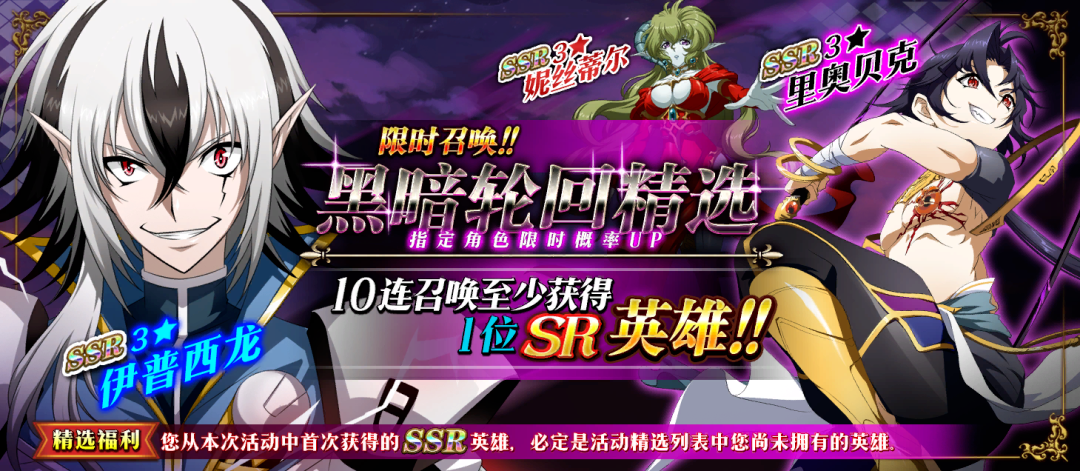 SSR 3★
妮丝蒂尔
SSR 3★
里奥贝克
限时召唤!!
黑暗轮回精选
指定角色限时概率UP
10连召唤至少获得
1位SR英雄!!
SSR 3★
伊普西龙
精选福利 您从本次活动中首次获得的SSR英雄，必定是活动精选列表中您尚未拥有的英雄。